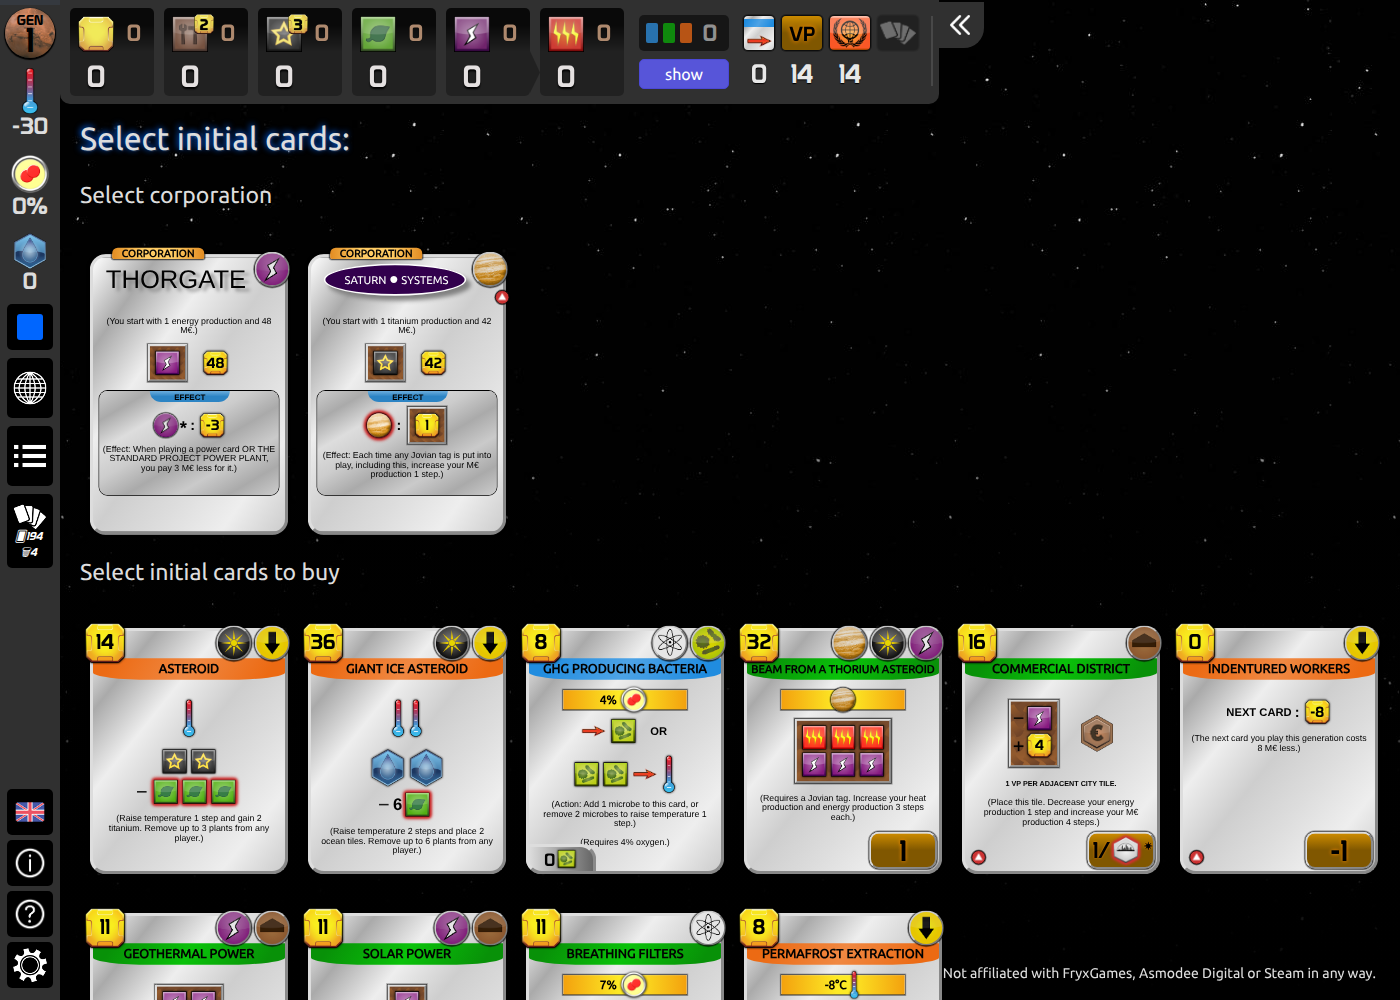 GEN
1
0 2 0 3 0 0 0 0 0
0 0 0 0 0 0 show 0 VP 14 14
-30
0%
0
194
4
Select initial cards:
Select corporation
CORPORATION
THORGATE
(You start with 1 energy production and 48
M€.)
48
EFFECT
* : -3
(Effect: When playing a power card OR THE
STANDARD PROJECT POWER PLANT,
you pay 3 M€ less for it.)
CORPORATION
SATURN SYSTEMS
(You start with 1 titanium production and 42
M€.)
42
EFFECT
: 1
(Effect: Each time any Jovian tag is put into
play, including this, increase your M€
production 1 step.)
Select initial cards to buy
14
ASTEROID
(Raise temperature 1 step and gain 2
titanium. Remove up to 3 plants from any
player.)
36
GIANT ICE ASTEROID
− 6
(Raise temperature 2 steps and place 2
ocean tiles. Remove up to 6 plants from any
player.)
8
GHG PRODUCING BACTERIA
4%
OR
(Action: Add 1 microbe to this card, or
remove 2 microbes to raise temperature 1
step.)
(Requires 4% oxygen.)
0
32
BEAM FROM A THORIUM ASTEROID
(Requires a Jovian tag. Increase your heat
production and energy production 3 steps
each.)
1
16
COMMERCIAL DISTRICT
−
+ 4
€
1 VP PER ADJACENT CITY TILE.
(Place this tile. Decrease your energy
production 1 step and increase your M€
production 4 steps.)
1/ *
0
INDENTURED WORKERS
NEXT CARD : -8
(The next card you play this generation costs
8 M€ less.)
-1
11
GEOTHERMAL POWER
11
SOLAR POWER
11
BREATHING FILTERS
7%
8
PERMAFROST EXTRACTION
-8°C
Not affiliated with FryxGames, Asmodee Digital or Steam in any way.